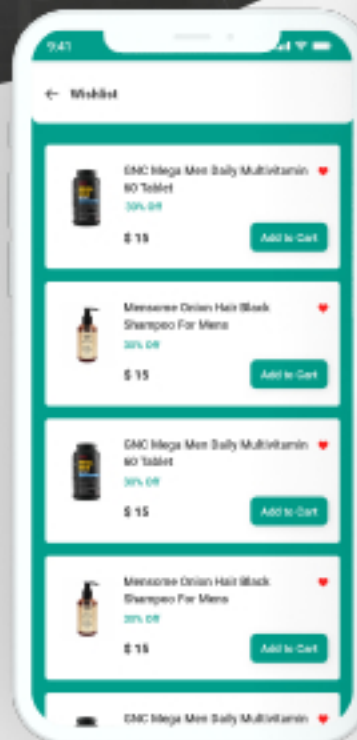 9:41
Wishlist
GNC Mega Men Daily Multivitamin
60 Tablet
30% Off
$ 15
Add to Cart
Mensome Onion Hair Black
Shampoo For Mens
30% Off
$ 15
Add to Cart
GNC Mega Men Daily Multivitamin
60 Tablet
30% Off
$ 15
Add to Cart
Mensome Onion Hair Black
Shampoo For Mens
30% Off
$ 15
Add to Cart
GNC Mega Men Daily Multivitamin